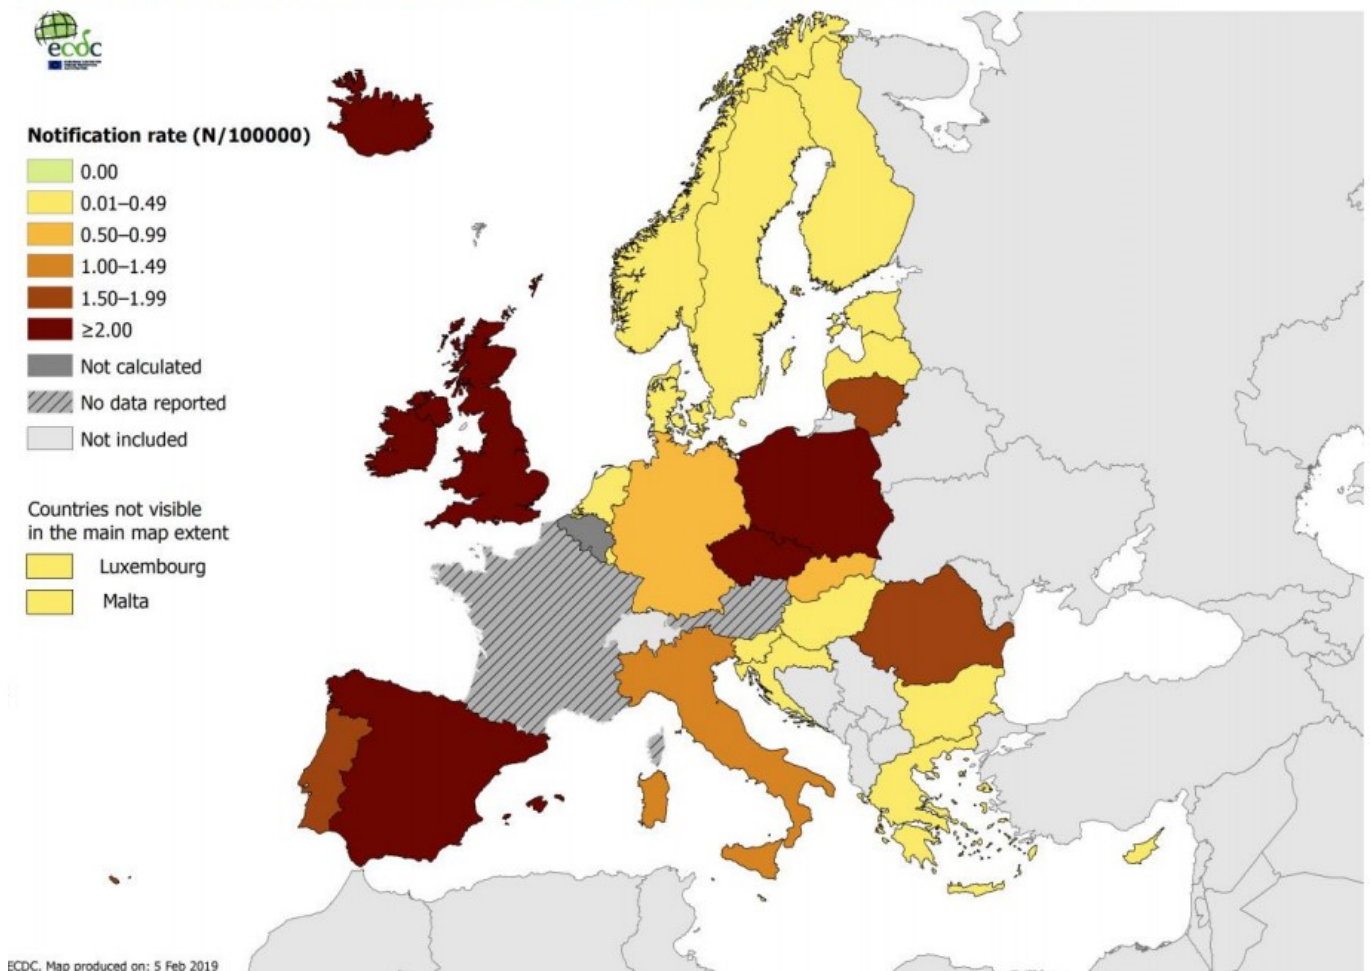 ecdc
Notification rate (N/100000)
0.00
0.01–0.49
0.50–0.99
1.00–1.49
1.50–1.99
≥2.00
Not calculated
No data reported
Not included
Countries not visible
in the main map extent
Luxembourg
Malta
ECDC. Map produced on: 5 Feb 2019